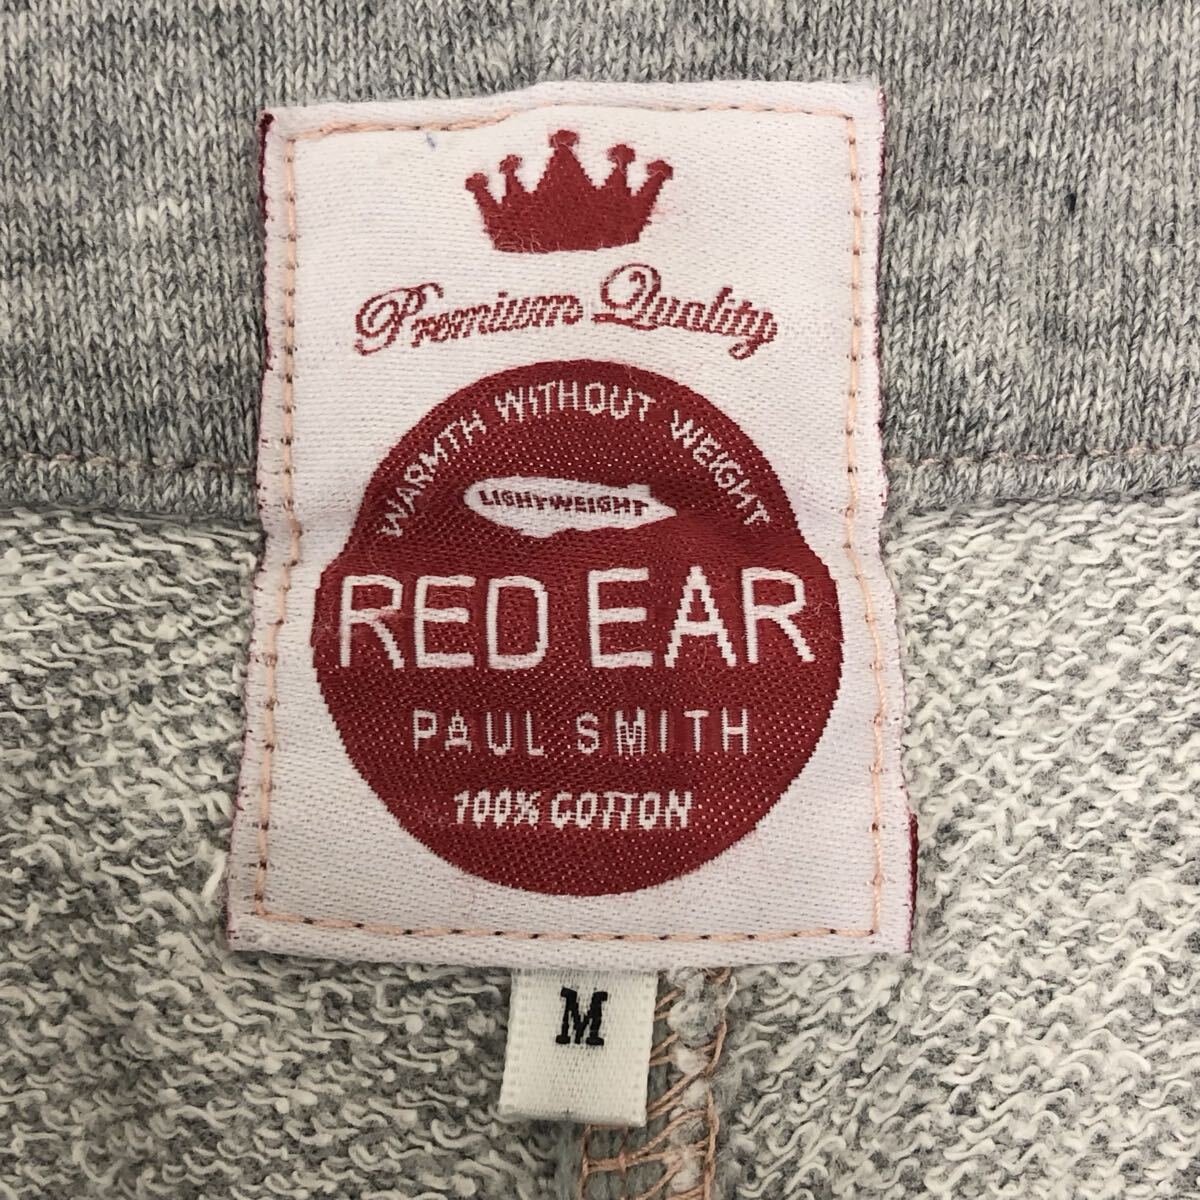 Premium Quality
WARMTH WITHOUT WEIGHT
LIGHTWEIGHT
RED EAR
PAUL SMITH
100% COTTON
M